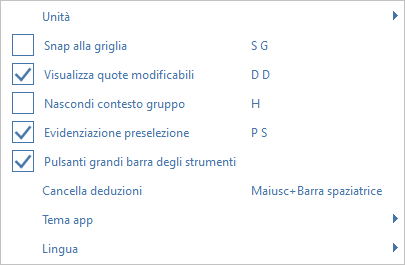 Unità
Snap alla griglia S G
Visualizza quote modificabili D D
Nascondi contesto gruppo H
Evidenziazione preselezione P S
Pulsanti grandi barra degli strumenti
Cancella deduzioni Maiusc+Barra spaziatrice
Tema app
Lingua